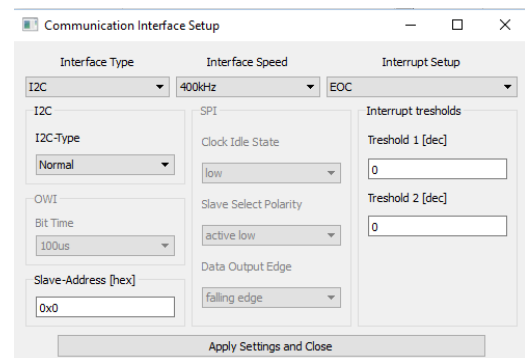 Communication Interface Setup
Interface Type
Interface Speed
Interrupt Setup
I2C
400kHz
EOC
I2C
I2C-Type
Normal
OWI
Bit Time
100us
Slave-Address [hex]
0x0
SPI
Clock Idle State
low
Slave Select Polarity
active low
Data Output Edge
falling edge
Interrupt tresholds
Treshold 1 [dec]
0
Treshold 2 [dec]
0
Apply Settings and Close